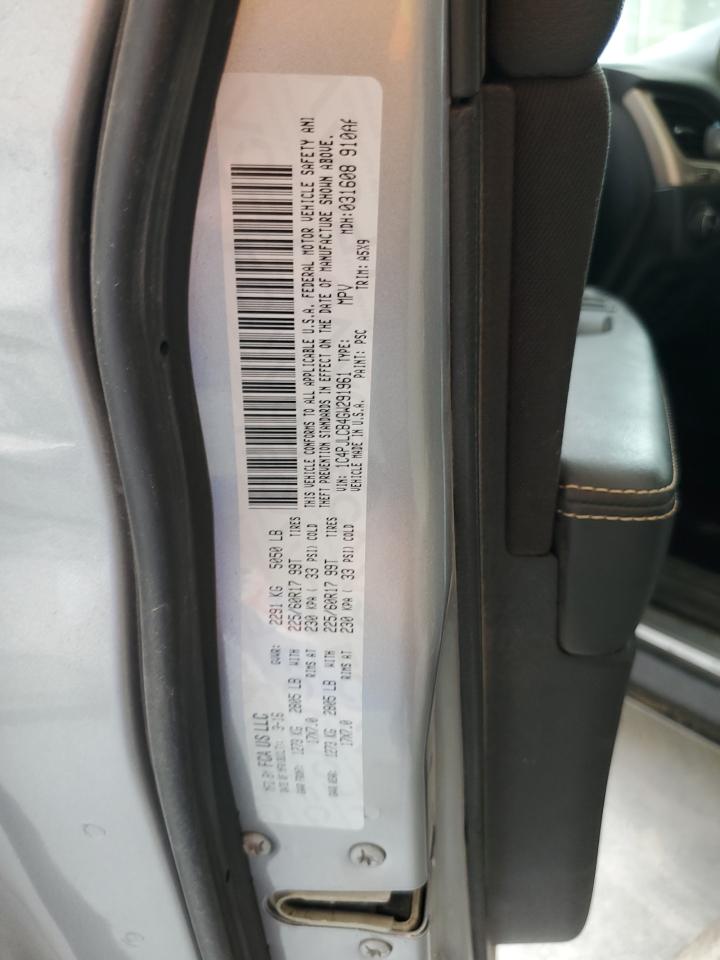 MFD BY FCA US LLC
DATE OF MFR/BUILT: 3-16 GVWR: 2291 KG 5050 LB
GAWR FRONT: 1273 KG 2805 LB WITH 225/60R17 99T TIRES
17X7.0 RIMS AT 230 KPA ( 33 PSI) COLD
GAWR REAR: 1273 KG 2805 LB WITH 225/60R17 99T TIRES
17X7.0 RIMS AT 230 KPA ( 33 PSI) COLD
THIS VEHICLE CONFORMS TO ALL APPLICABLE U.S.A. FEDERAL MOTOR VEHICLE SAFETY AND
THEFT PREVENTION STANDARDS IN EFFECT ON THE DATE OF MANUFACTURE SHOWN ABOVE.
VIN: 1C4PJLCB4GW291961 TYPE: MPV MDH:031608 910AF
VEHICLE MADE IN U.S.A. PAINT: PSC TRIM: A5X9